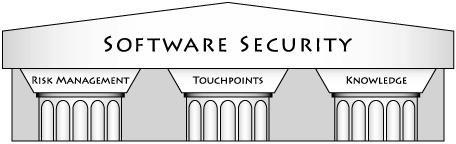 SOFTWARE SECURITY
RISK MANAGEMENT
TOUCHPOINTS
KNOWLEDGE